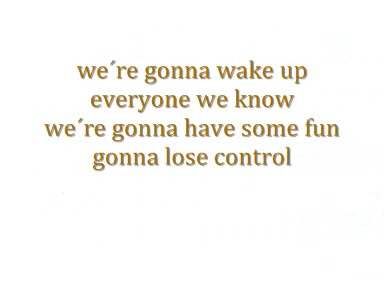 we´re gonna wake up
everyone we know
we´re gonna have some fun
gonna lose control